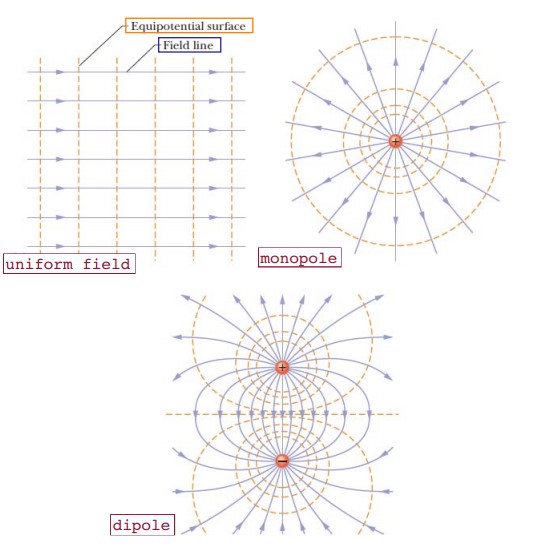 Equipotential surface
Field line
uniform field
monopole
+
dipole
+
−